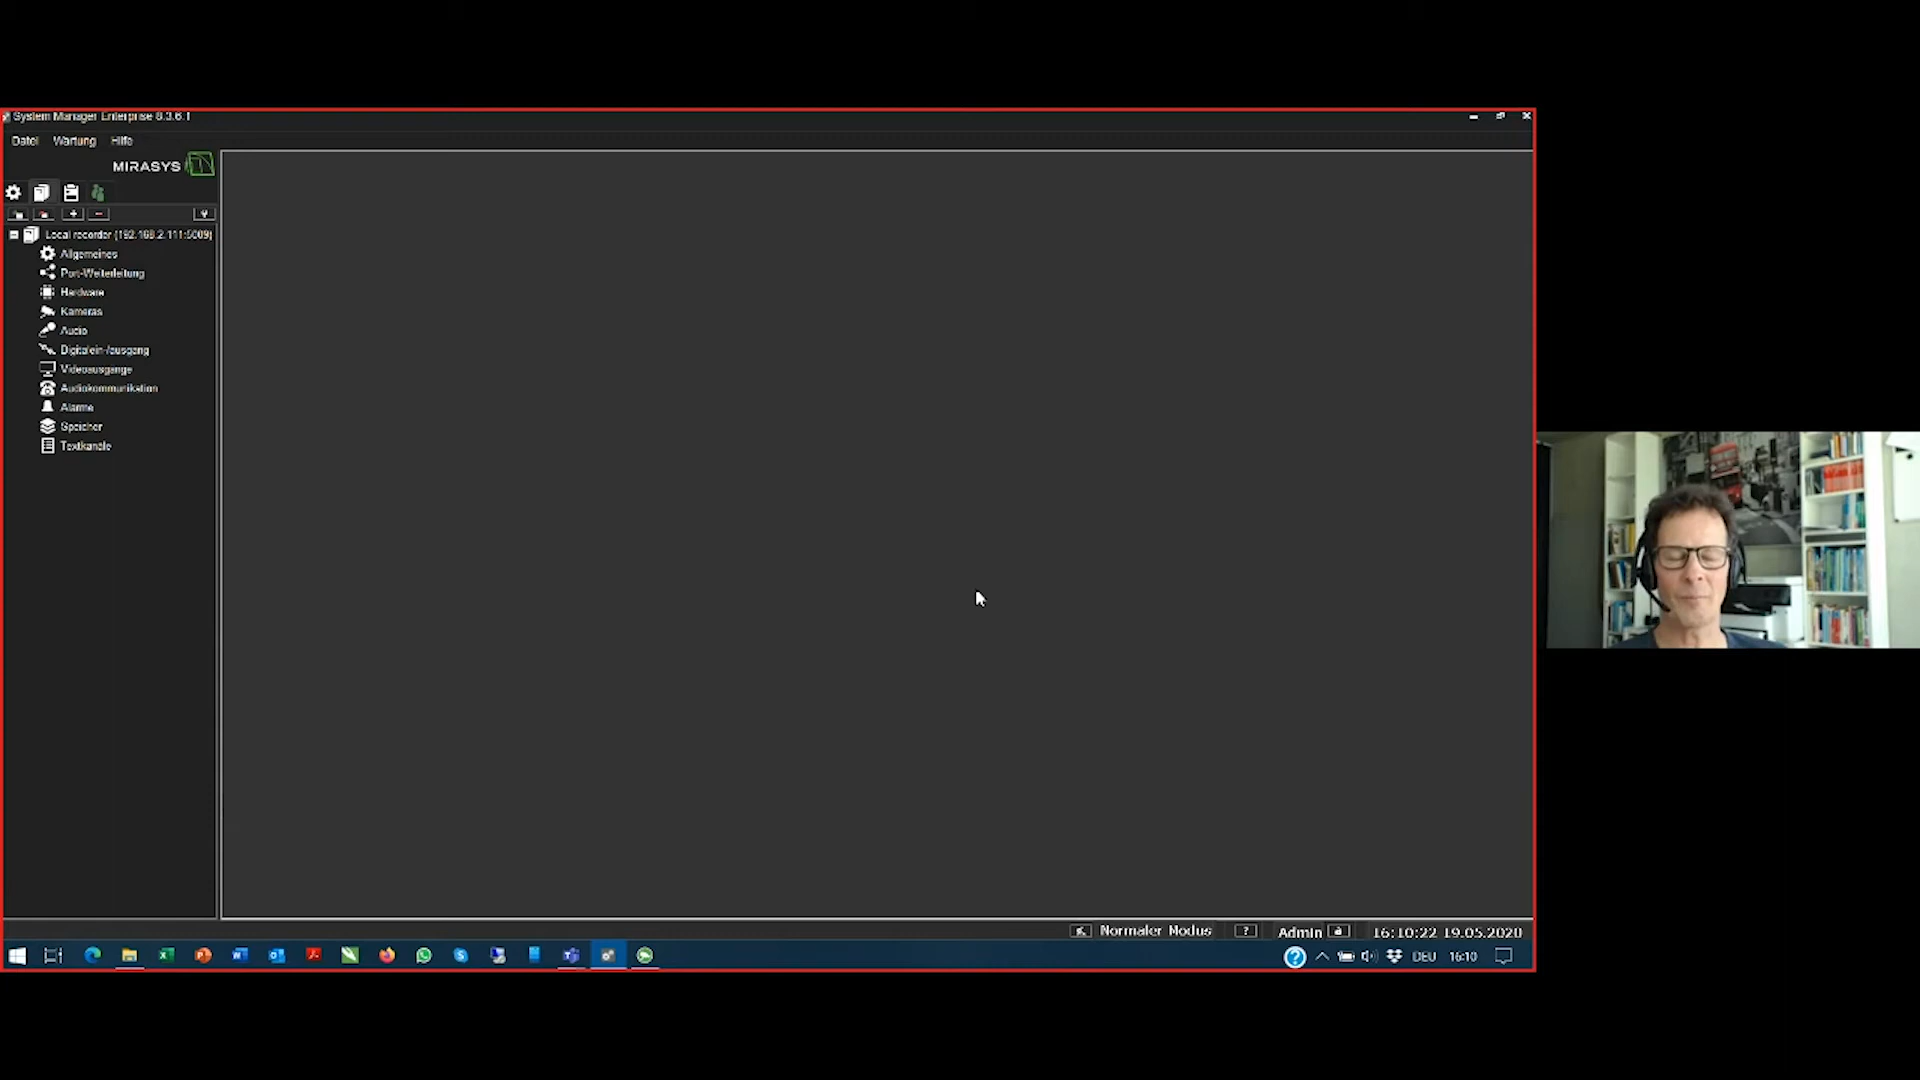 System Manager Enterprise 8.3.6.1
Datei Wartung Hilfe
MIRASYS
Local recorder (192.168.2.111:5009)
Allgemeines
Port-Weiterleitung
Hardware
Kameras
Audio
Digitalein-/ausgang
Videoausgänge
Audiokommunikation
Alarme
Speicher
Textkanäle
Normaler Modus ? Admin 16:10:22 19.05.2020
DEU 16:10